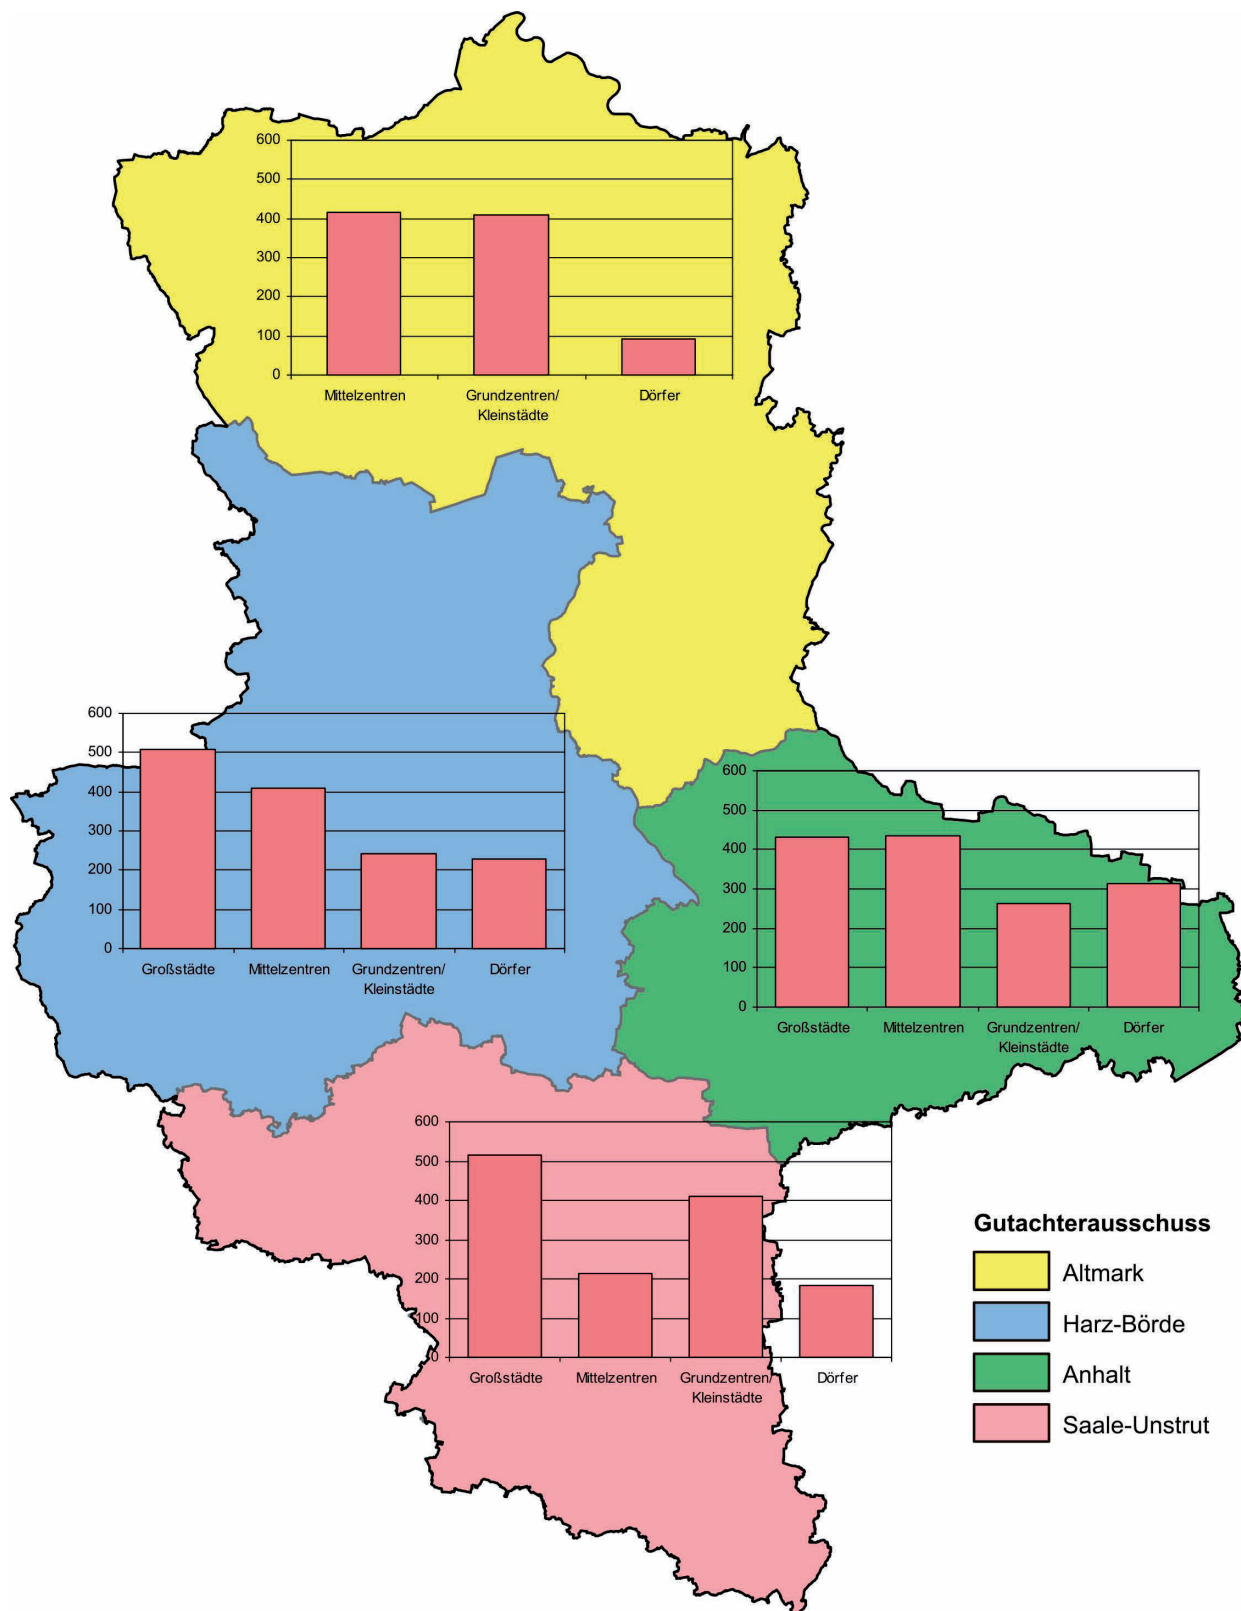 600
500
400
300
200
100
0
Mittelzentren
Grundzentren/
Kleinstädte
Dörfer
600
500
400
300
200
100
0
Großstädte
Mittelzentren
Grundzentren/
Kleinstädte
Dörfer
600
500
400
300
200
100
0
Großstädte
Mittelzentren
Grundzentren/
Kleinstädte
Dörfer
600
500
400
300
200
100
0
Großstädte
Mittelzentren
Grundzentren/
Kleinstädte
Dörfer
Gutachterausschuss
Altmark
Harz-Börde
Anhalt
Saale-Unstrut